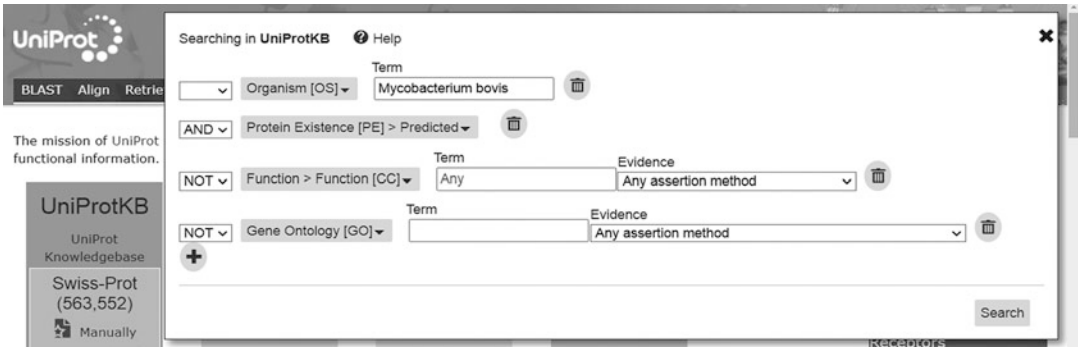 UniProt
BLAST Align Retrie
The mission of UniProt
functional information.
UniProtKB
UniProt
Knowledgebase
Swiss-Prot
(563,552)
Manually
Searching in UniProtKB Help
Term
Organism [OS] Mycobacterium bovis
AND Protein Existence [PE] > Predicted
Term Evidence
NOT Function > Function [CC] Any Any assertion method
Term Evidence
NOT Gene Ontology [GO] Any assertion method
Search
Receptors